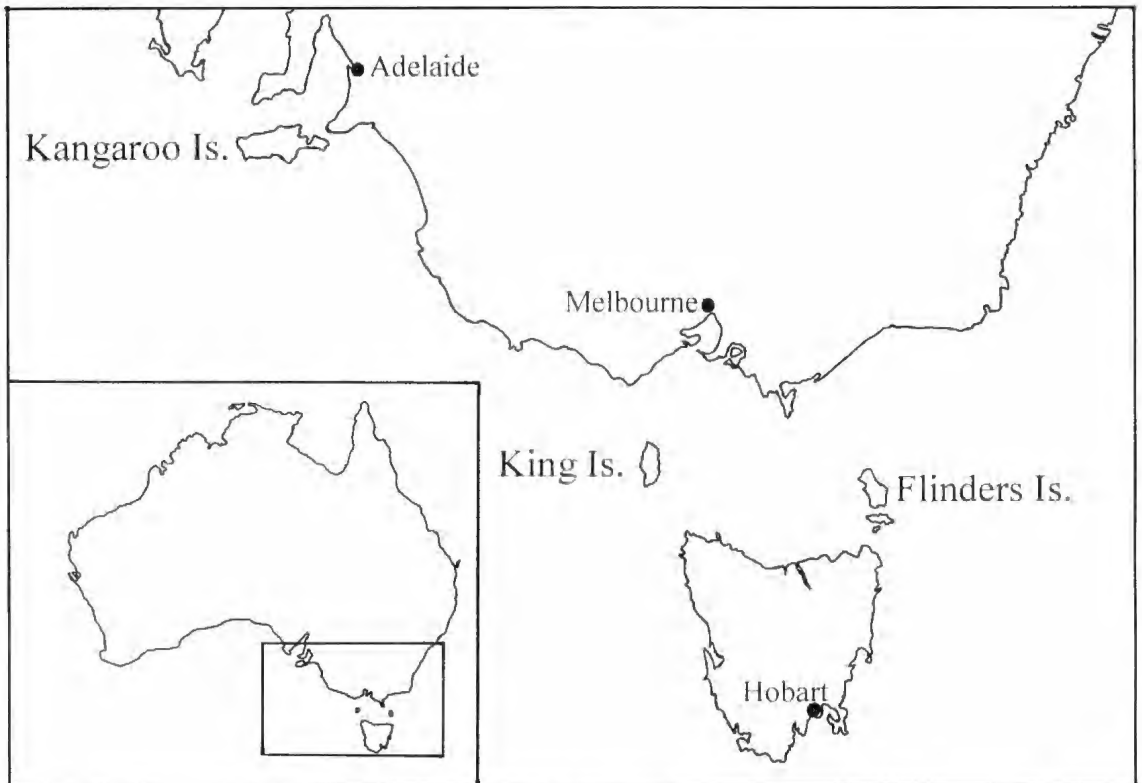 Adelaide
Kangaroo Is.
Melbourne
King Is.
Flinders Is.
Hobart